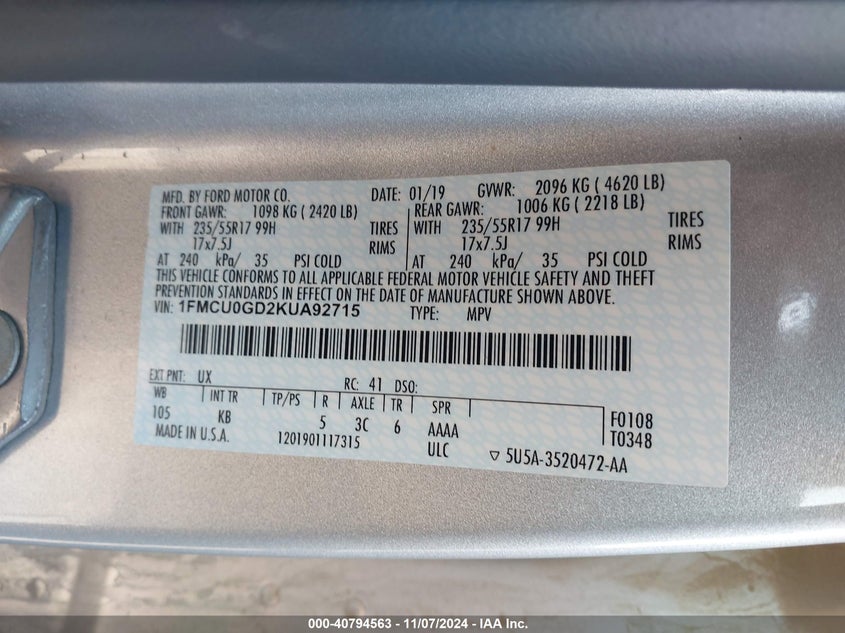 MFD. BY FORD MOTOR CO. DATE: 01/19 GVWR: 2096 KG ( 4620 LB)
FRONT GAWR: 1098 KG ( 2420 LB) REAR GAWR: 1006 KG ( 2218 LB)
WITH 235/55R17 99H TIRES WITH 235/55R17 99H TIRES
17x7.5J RIMS 17x7.5J RIMS
AT 240 kPa/ 35 PSI COLD AT 240 kPa/ 35 PSI COLD
THIS VEHICLE CONFORMS TO ALL APPLICABLE FEDERAL MOTOR VEHICLE SAFETY AND THEFT
PREVENTION STANDARDS IN EFFECT ON THE DATE OF MANUFACTURE SHOWN ABOVE.
VIN: 1FMCU0GD2KUA92715 TYPE: MPV
EXT PNT: UX RC: 41 DSO:
WB INT TR TP/PS R AXLE TR SPR
105 KB 5 3C 6 AAAA
F0108
MADE IN U.S.A. 1201901117315 ULC
T0348
▽ 5U5A-3520472-AA
000-40794563 - 11/07/2024 - IAA Inc.